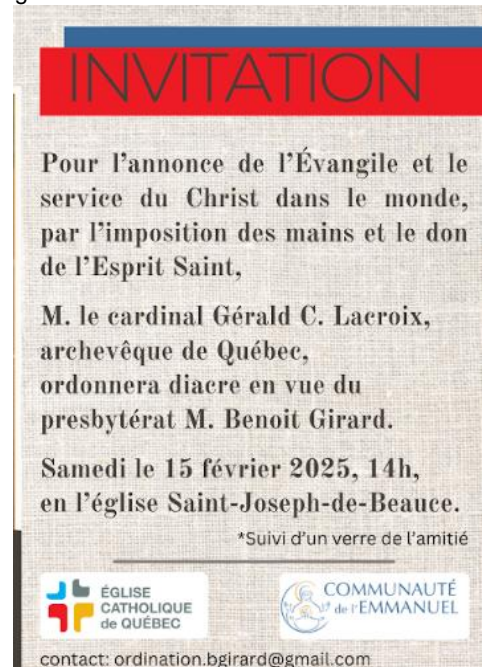 INVITATION
Pour l'annonce de l'Évangile et le
service du Christ dans le monde,
par l'imposition des mains et le don
de l'Esprit Saint,
M. le cardinal Gérald C. Lacroix,
archevêque de Québec,
ordonnera diacre en vue du
presbytérat M. Benoit Girard.
Samedi le 15 février 2025, 14h,
en l'église Saint-Joseph-de-Beauce.
*Suivi d'un verre de l'amitié
ÉGLISE
CATHOLIQUE
de QUÉBEC
COMMUNAUTÉ
de l'EMMANUEL
contact: ordination.bgirard@gmail.com